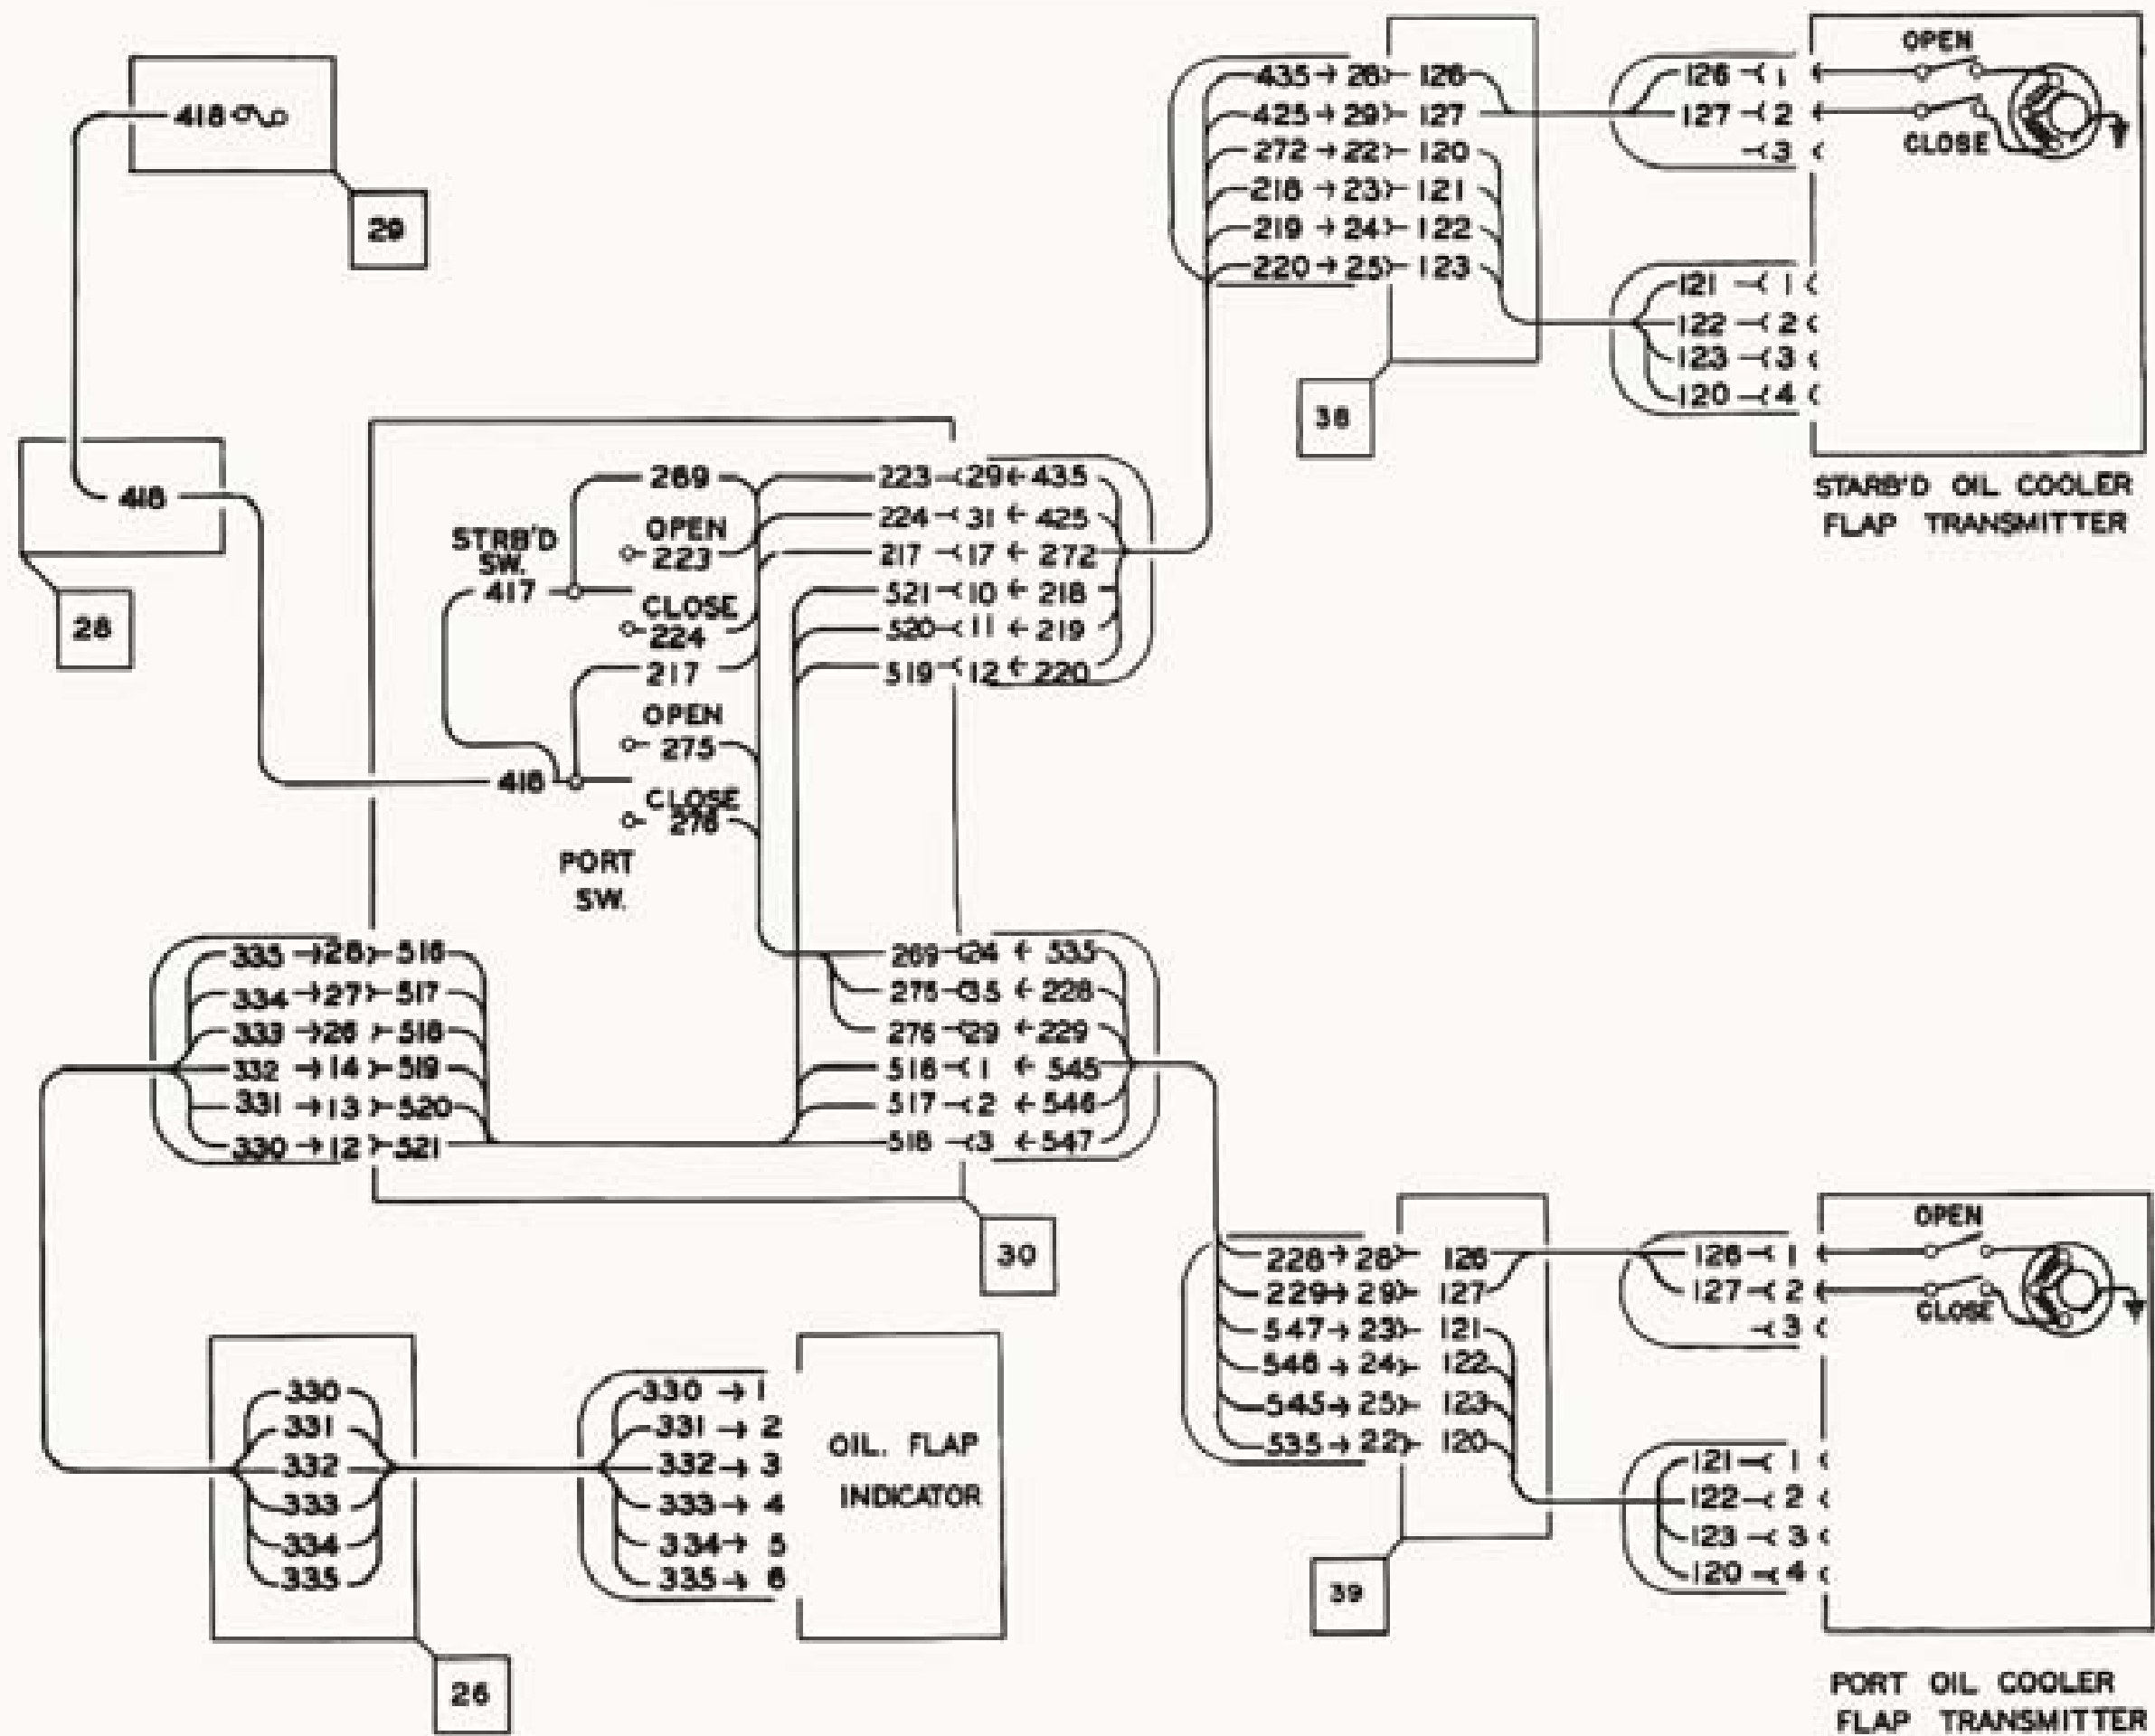 418
29
418
28
435 → 28 126
425 → 29 127
272 → 22 120
218 → 23 121
219 → 24 122
220 → 25 123
38
OPEN
126 1
127 2
CLOSE
3
121 1
122 2
123 3
120 4
STARB'D OIL COOLER
FLAP TRANSMITTER
269
STRB'D
SW.
417
OPEN
223
CLOSE
224
217
OPEN
275
418
CLOSE
276
PORT
SW.
223 29 ← 435
224 31 ← 425
217 17 ← 272
521 10 ← 218
520 11 ← 219
519 12 ← 220
335 → 28 516
334 → 27 517
333 → 26 518
332 → 14 519
331 → 13 520
330 → 12 521
269 24 ← 535
275 35 ← 228
276 29 ← 229
516 1 ← 545
517 2 ← 546
518 3 ← 547
30
228 → 28 126
229 → 29 127
547 → 23 121
546 → 24 122
545 → 25 123
535 → 22 120
39
OPEN
126 1
127 2
CLOSE
3
121 1
122 2
123 3
120 4
PORT OIL COOLER
FLAP TRANSMITTER
330
331
332
333
334
335
26
330 → 1
331 → 2
332 → 3
333 → 4
334 → 5
335 → 6
OIL. FLAP
INDICATOR